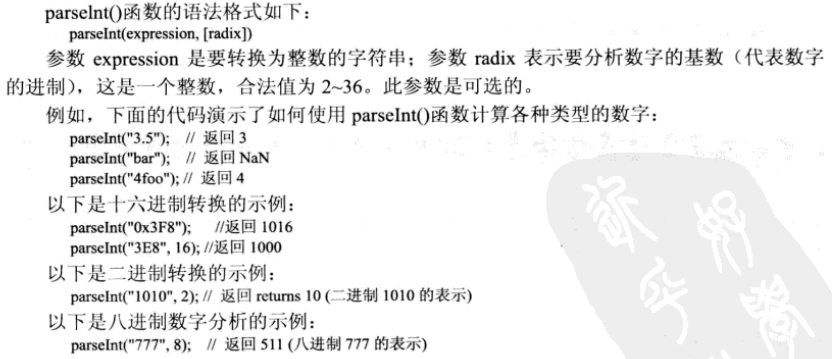 parseInt()函数的语法格式如下：
parseInt(expression, [radix])
参数 expression 是要转换为整数的字符串；参数 radix 表示要分析数字的基数（代表数字
的进制），这是一个整数，合法值为 2~36。此参数是可选的。
例如，下面的代码演示了如何使用 parseInt()函数计算各种类型的数字：
parseInt("3.5"); // 返回 3
parseInt("bar"); // 返回 NaN
parseInt("4foo"); // 返回 4
以下是十六进制转换的示例：
parseInt("0x3F8"); //返回 1016
parseInt("3E8", 16); //返回 1000
以下是二进制转换的示例：
parseInt("1010", 2); // 返回 returns 10 (二进制 1010 的表示)
以下是八进制数字分析的示例：
parseInt("777", 8); // 返回 511 (八进制 777 的表示)